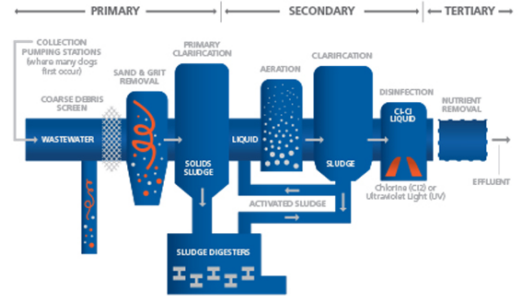 PRIMARY
SECONDARY
TERTIARY
COLLECTION
PUMPING STATIONS
(where many dogs
first occur)
PRIMARY
CLARIFICATION
CLARIFICATION
SAND & GRIT
REMOVAL
AERATION
DISINFECTION
NUTRIENT
REMOVAL
COARSE DEBRIS
SCREEN
Cl-Cl
LIQUID
WASTEWATER
LIQUID
SOLIDS
SLUDGE
SLUDGE
EFFLUENT
Chlorine (Cl2) or
Ultraviolet Light (UV)
ACTIVATED SLUDGE
SLUDGE DIGESTERS